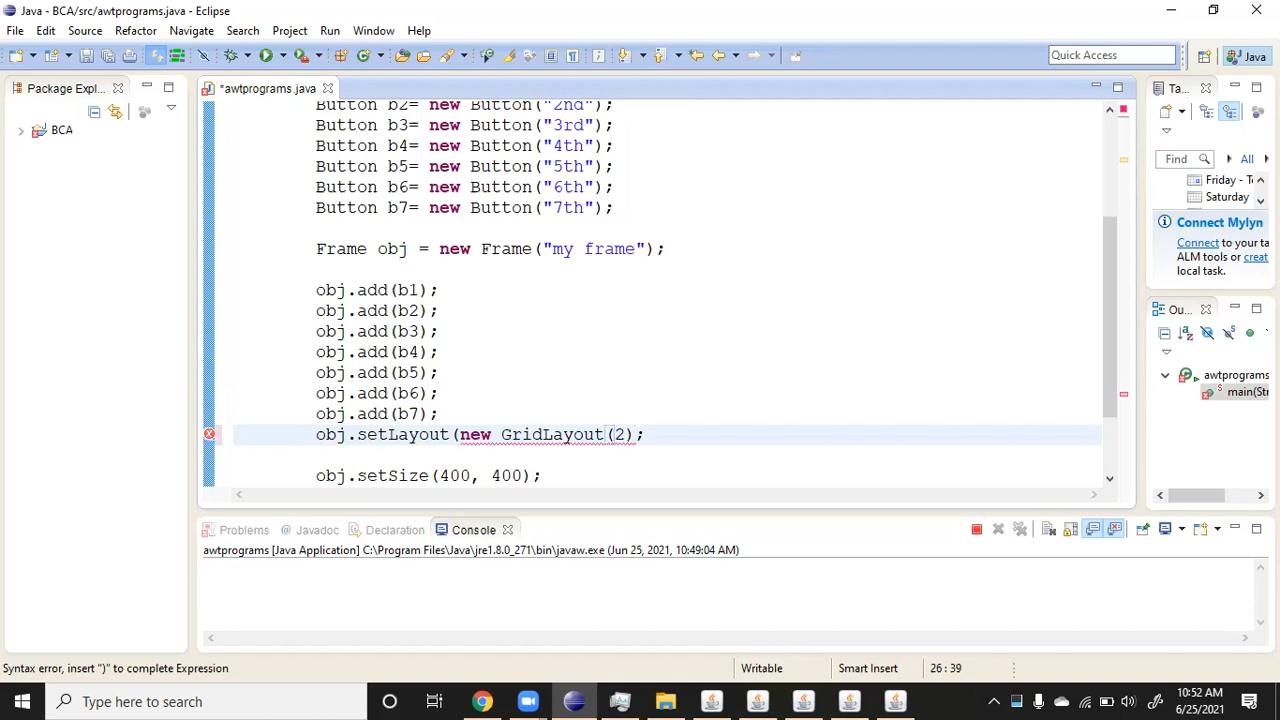 Java - BCA/src/awtprograms.java - Eclipse
File Edit Source Refactor Navigate Search Project Run Window Help
Quick Access
Java
Package Expl...
*awtprograms.java
Ta...
BCA
Button b2= new Button("2nd");
Button b3= new Button("3rd");
Button b4= new Button("4th");
Button b5= new Button("5th");
Button b6= new Button("6th");
Button b7= new Button("7th");
Frame obj = new Frame("my frame");
obj.add(b1);
obj.add(b2);
obj.add(b3);
obj.add(b4);
obj.add(b5);
obj.add(b6);
obj.add(b7);
obj.setLayout(new GridLayout(2);
obj.setSize(400, 400);
Find
All
Friday - To
Saturday
Connect Mylyn
Connect to your ta
ALM tools or creat
local task.
Ou...
awtprograms
main(Str
Problems Javadoc Declaration Console
awtprograms [Java Application] C:\Program Files\Java\jre1.8.0_271\bin\javaw.exe (Jun 25, 2021, 10:49:04 AM)
Syntax error, insert ")" to complete Expression
Writable
Smart Insert
26 : 39
Type here to search
10:52 AM
6/25/2021